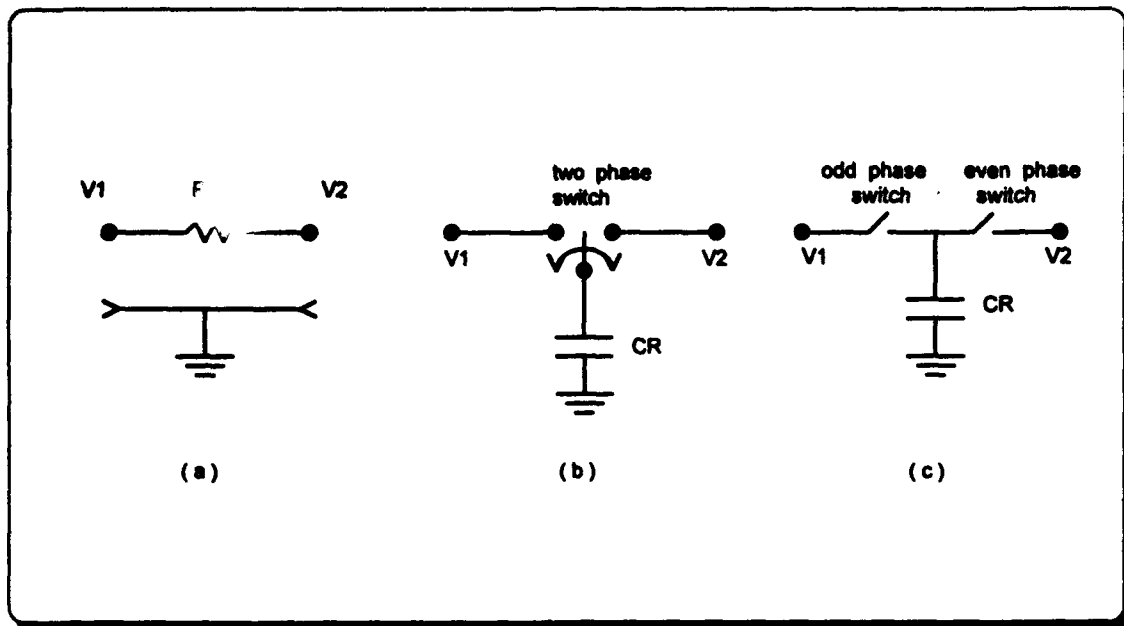 V1
F
V2
two phase
switch
V1
V2
CR
(a)
(b)
odd phase
switch
even phase
switch
V1
V2
CR
(c)